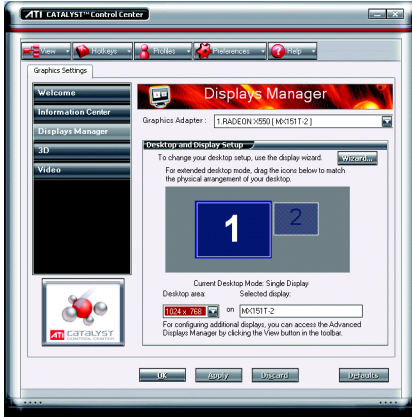 ATI CATALYST™ Control Center
View
Hotkeys
Profiles
Preferences
Help
Graphics Settings
Welcome
Information Center
Displays Manager
3D
Video
Displays Manager
Graphics Adapter :
1.RADEON X550 [ MX151T-2 ]
Desktop and Display Setup
To change your desktop setup, use the display wizard.
Wizard...
For extended desktop mode, drag the icons below to match
the physical arrangement of your desktop.
1
2
Current Desktop Mode: Single Display
Desktop area:
Selected display:
1024 x 768
on
MX151T-2
For configuring additional displays, you can access the Advanced
Displays Manager by clicking the View button in the toolbar.
ATI CATALYST
CONTROL CENTER
OK
Apply
Discard
Defaults